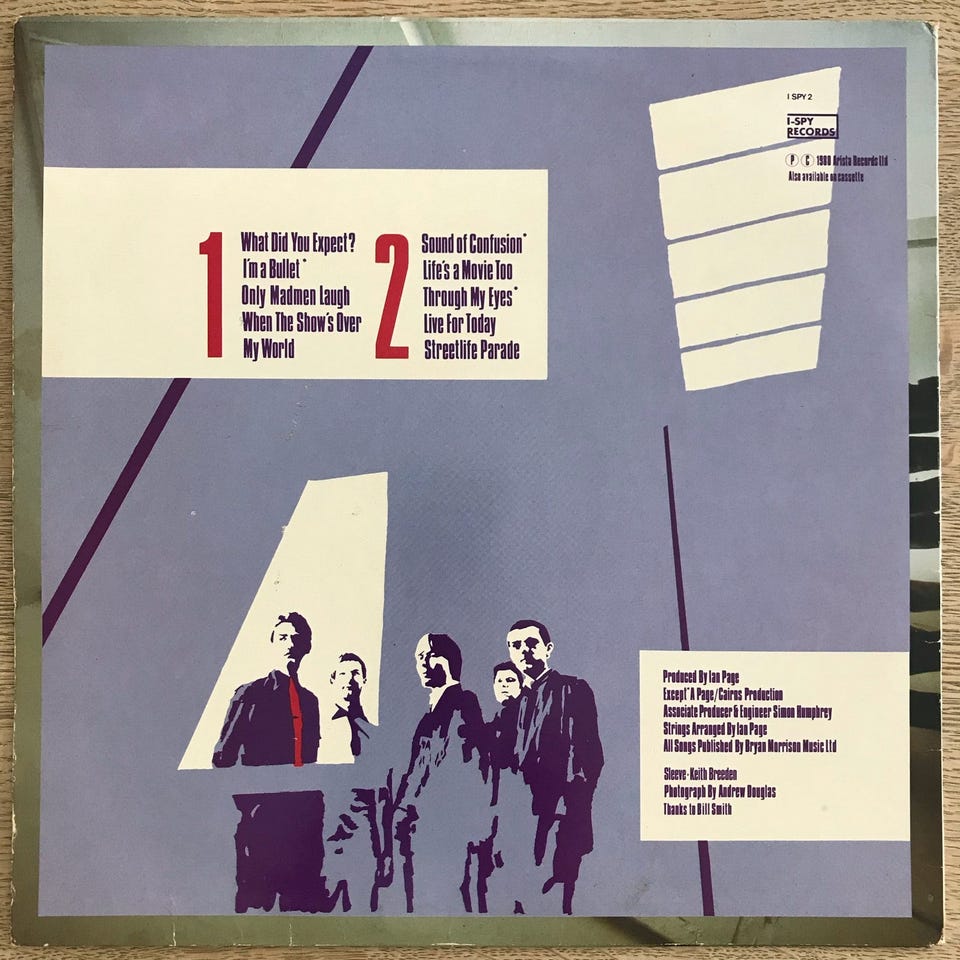 I SPY 2
I-SPY
RECORDS
Ⓟ Ⓒ 1980 Arista Records Ltd
Also available on cassette
1
What Did You Expect?
I'm a Bullet*
Only Madmen Laugh
When The Show's Over
My World
2
Sound of Confusion*
Life's a Movie Too
Through My Eyes*
Live For Today
Streetlife Parade
Produced By Ian Page
Except*A Page/Cairns Production
Associate Producer & Engineer Simon Humphrey
Strings Arranged By Ian Page
All Songs Published By Bryan Morrison Music Ltd
Sleeve-Keith Breeden
Photograph By Andrew Douglas
Thanks to Bill Smith